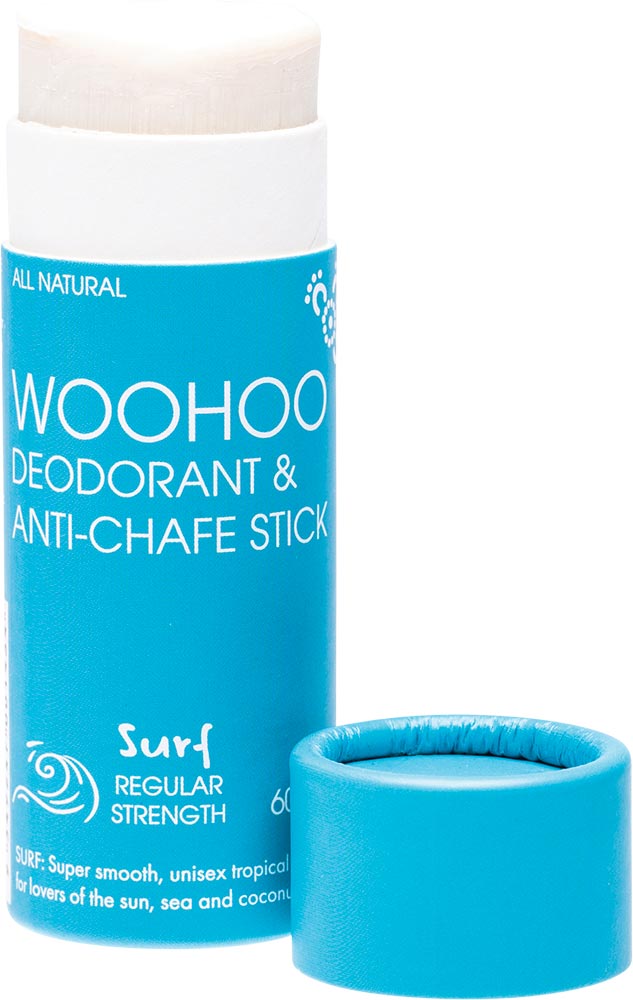 ALL NATURAL
WOOHOO
DEODORANT &
ANTI-CHAFE STICK
Surf
REGULAR
STRENGTH
60
SURF: Super smooth, unisex tropical
for lovers of the sun, sea and